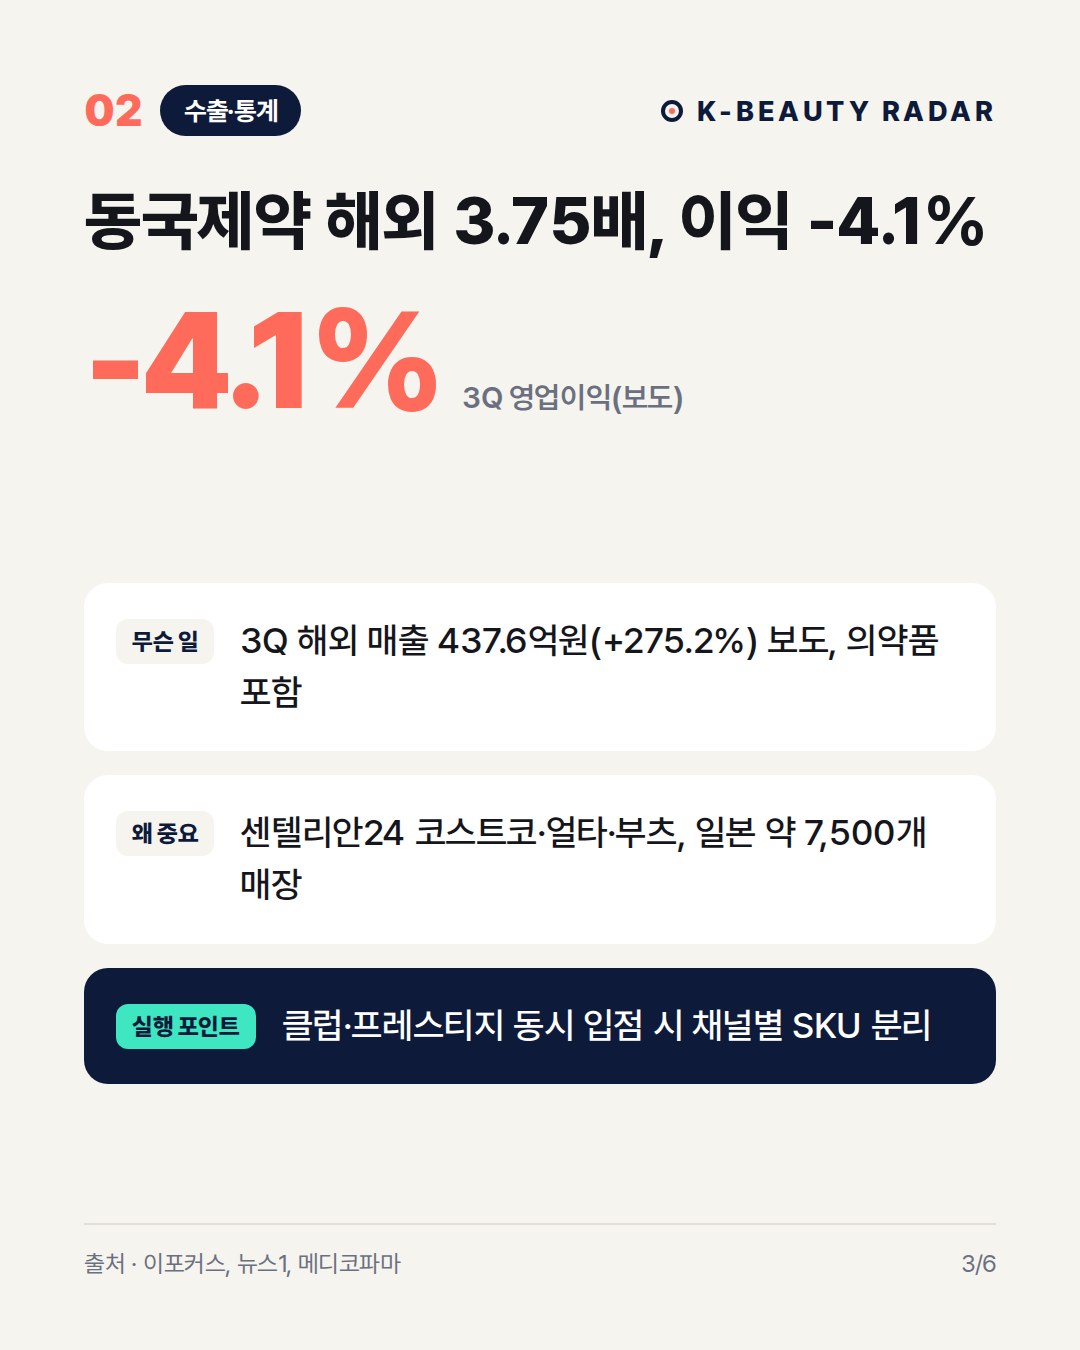 02 수출·통계
K-BEAUTY RADAR
동국제약 해외 3.75배, 이익 -4.1%
-4.1% 3Q 영업이익(보도)
무슨 일 3Q 해외 매출 437.6억원(+275.2%) 보도, 의약품
포함
왜 중요 센텔리안24 코스트코·얼타·부츠, 일본 약 7,500개
매장
실행 포인트 클럽·프레스티지 동시 입점 시 채널별 SKU 분리
출처 · 이포커스, 뉴스1, 메디코파마
3/6